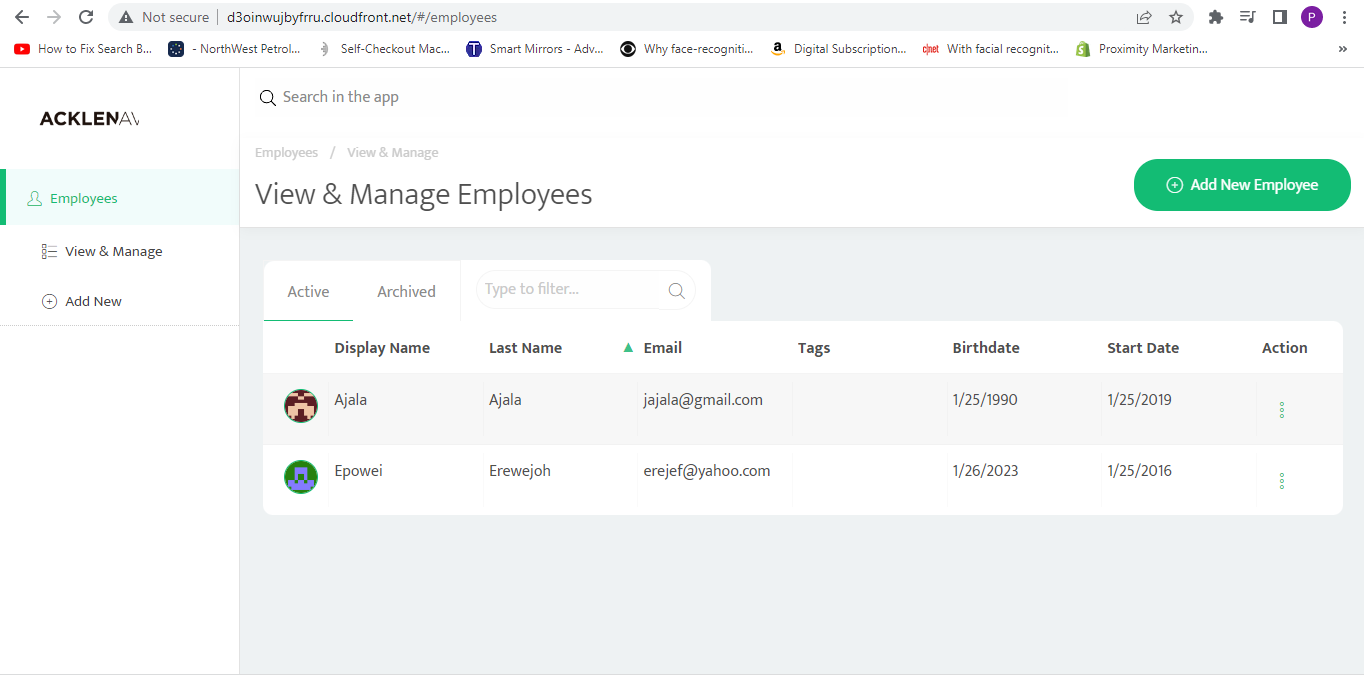 Not secure d3oinwujbyfrru.cloudfront.net/#/employees P
How to Fix Search B... - NorthWest Petrol... Self-Checkout Mac... Smart Mirrors - Adv... Why face-recogniti... Digital Subscription... c|net With facial recognit... Proximity Marketin... »
ACKLENAV
Search in the app
Employees / View & Manage
View & Manage Employees
Add New Employee
Employees
View & Manage
Add New
Active Archived Type to filter...
Display Name Last Name Email Tags Birthdate Start Date Action
Ajala Ajala jajala@gmail.com 1/25/1990 1/25/2019
Epowei Erewejoh erejef@yahoo.com 1/26/2023 1/25/2016